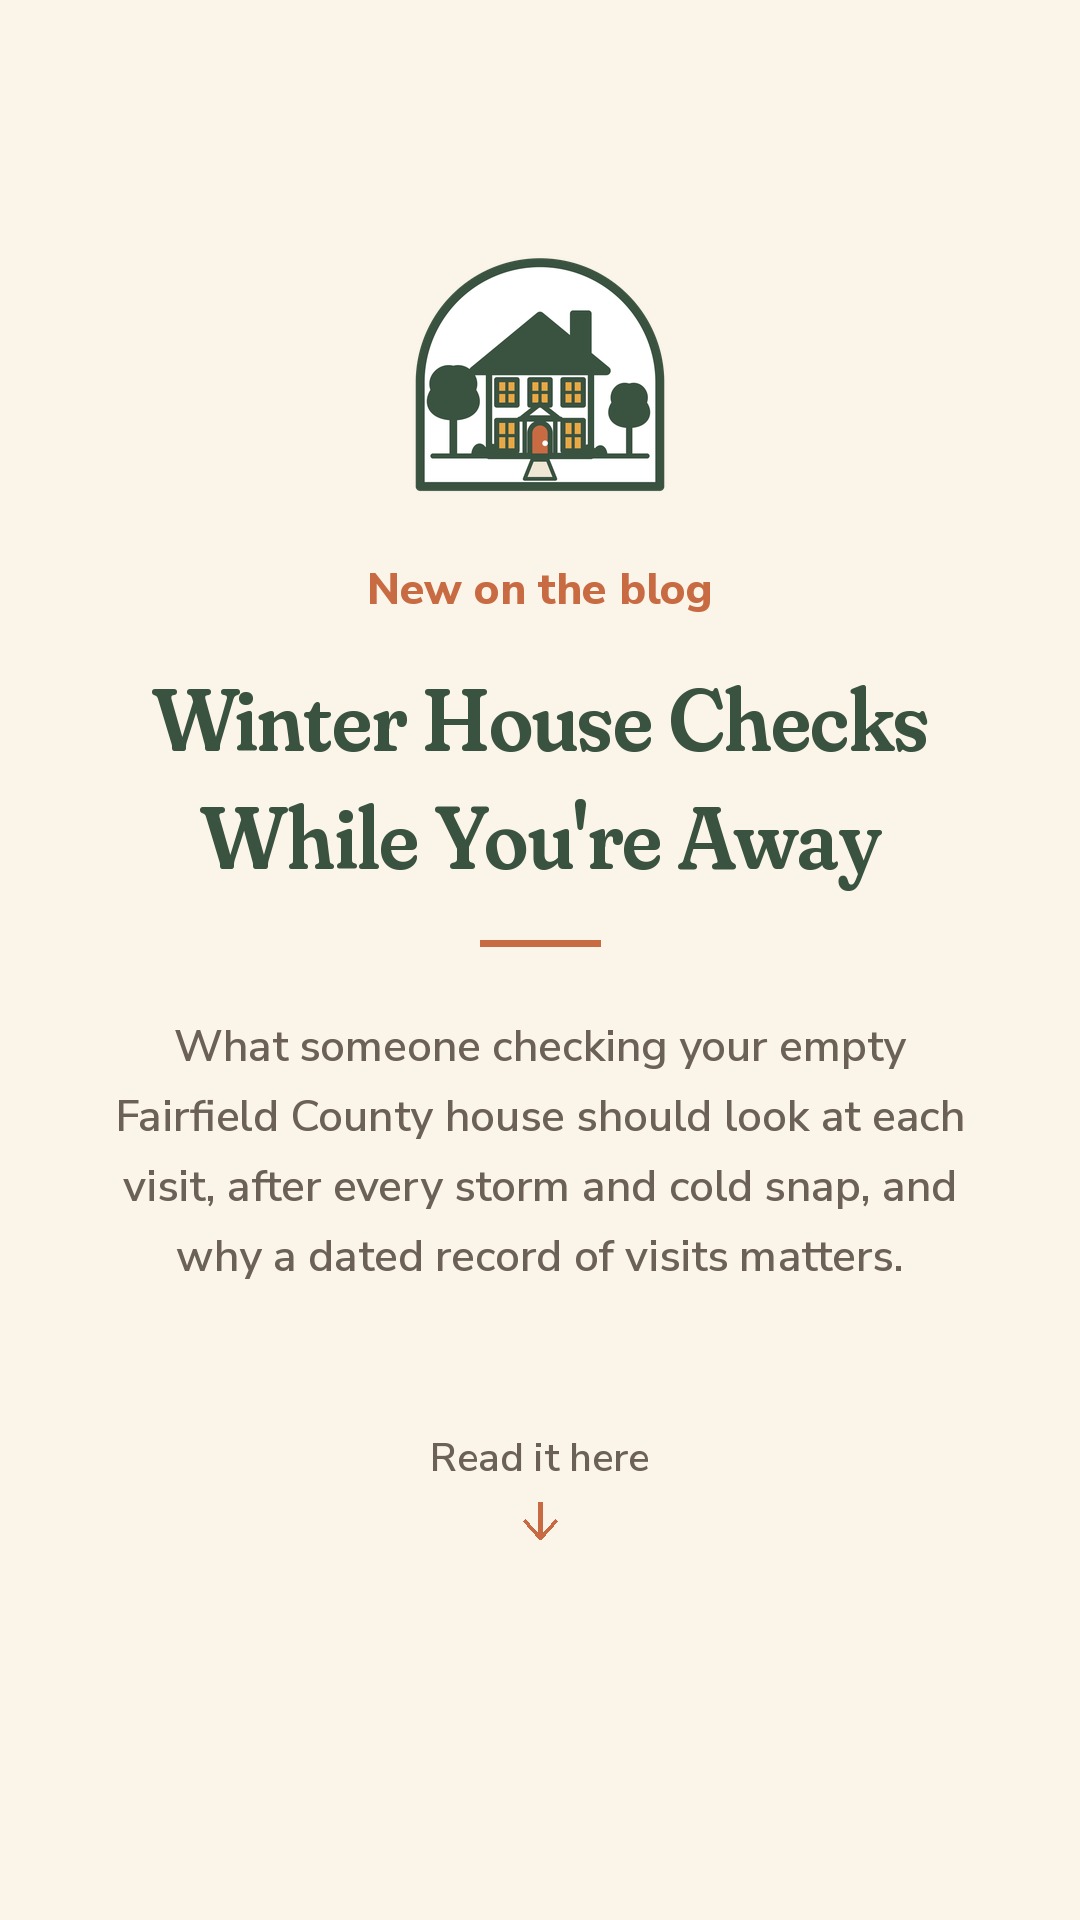 New on the blog
Winter House Checks
While You're Away
What someone checking your empty
Fairfield County house should look at each
visit, after every storm and cold snap, and
why a dated record of visits matters.
Read it here